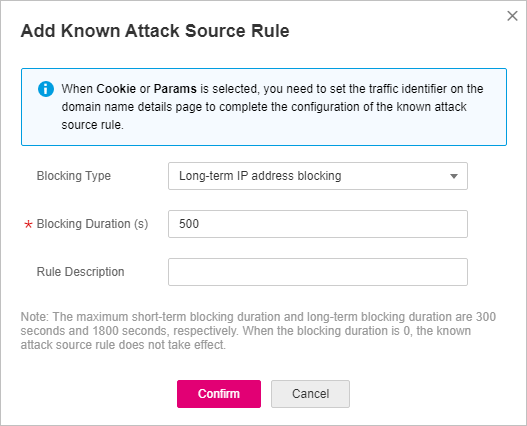 Add Known Attack Source Rule
When Cookie or Params is selected, you need to set the traffic identifier on the
domain name details page to complete the configuration of the known attack
source rule.
Blocking Type
Long-term IP address blocking
* Blocking Duration (s)
500
Rule Description
Note: The maximum short-term blocking duration and long-term blocking duration are 300
seconds and 1800 seconds, respectively. When the blocking duration is 0, the known
attack source rule does not take effect.
Confirm
Cancel